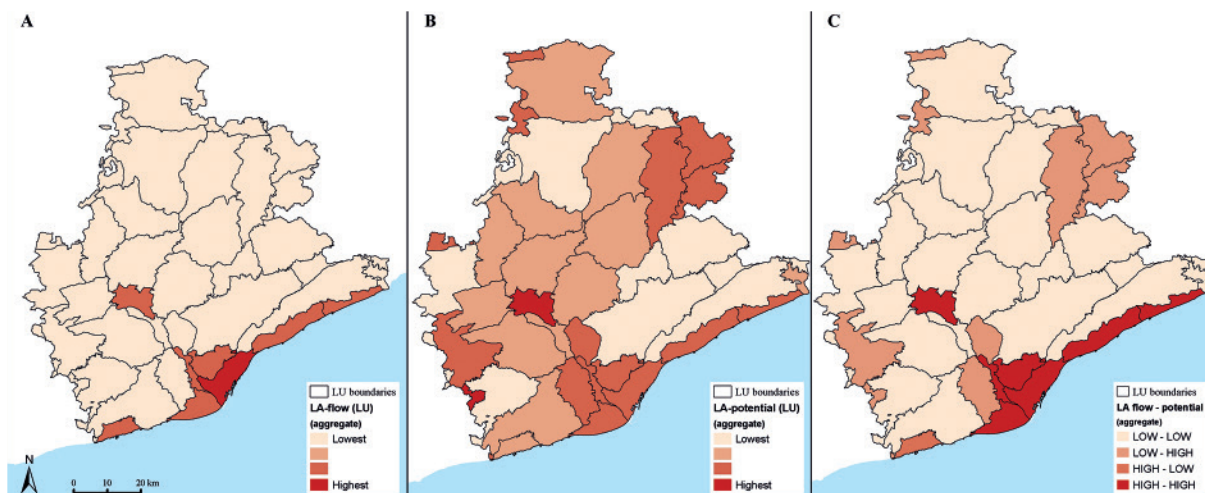 A
LU boundaries
LA-flow (LU)
(aggregate)
Lowest
Highest
N
0 10 20 km
B
LU boundaries
LA-potential (LU)
(aggregate)
Lowest
Highest
C
LU boundaries
LA flow - potential
(aggregate)
LOW - LOW
LOW - HIGH
HIGH - LOW
HIGH - HIGH